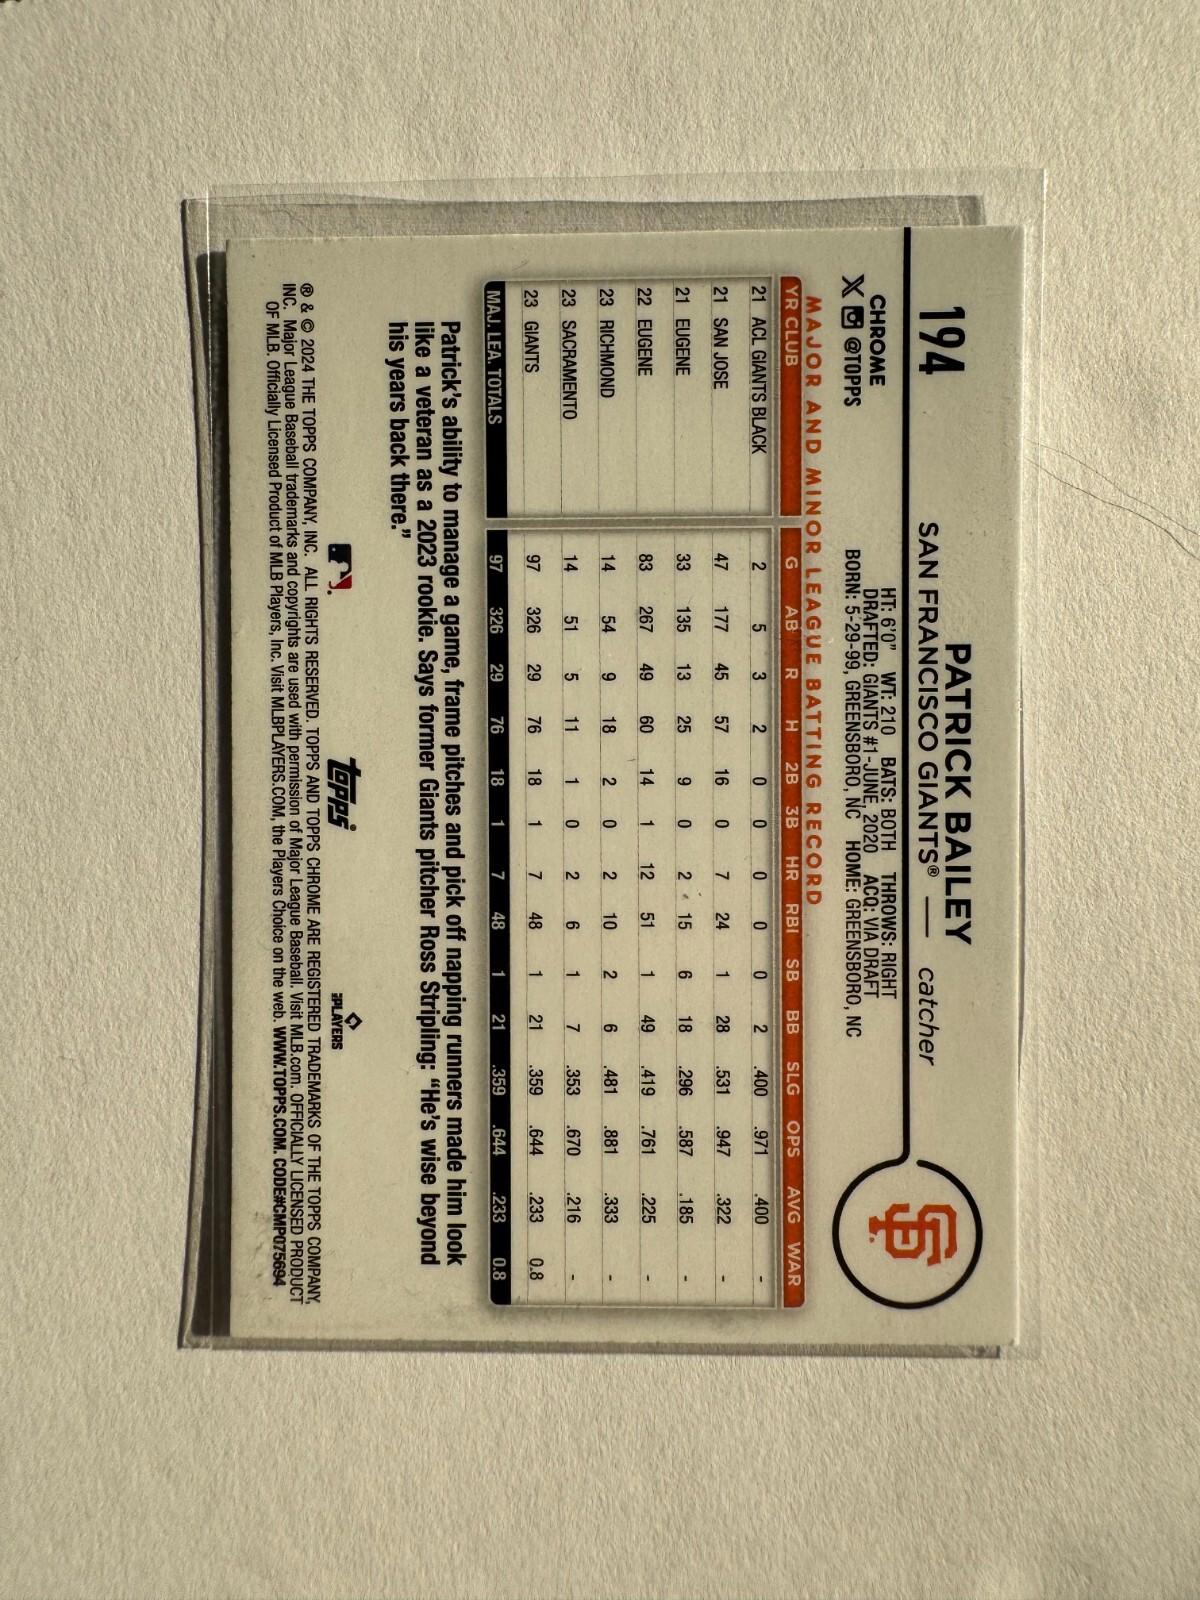 194
PATRICK BAILEY
SAN FRANCISCO GIANTS® — catcher
CHROME
@TOPPS
HT: 6'0" WT: 210 BATS: BOTH THROWS: RIGHT
DRAFTED: GIANTS #1-JUNE, 2020 ACQ: VIA DRAFT
BORN: 5-29-99, GREENSBORO, NC HOME: GREENSBORO, NC
SF
MAJOR AND MINOR LEAGUE BATTING RECORD
YR CLUB G AB R H 2B 3B HR RBI SB BB SLG OPS AVG WAR
21 ACL GIANTS BLACK 2 5 3 2 0 0 0 0 0 2 .400 .971 .400 -
21 SAN JOSE 47 177 45 57 16 0 7 24 1 28 .531 .947 .322 -
21 EUGENE 33 135 13 25 9 0 2 15 6 18 .296 .587 .185 -
22 EUGENE 83 267 49 60 14 1 12 51 1 49 .419 .761 .225 -
23 RICHMOND 14 54 9 18 2 0 2 10 2 6 .481 .881 .333 -
23 SACRAMENTO 14 51 5 11 1 0 2 6 1 7 .353 .670 .216 -
23 GIANTS 97 326 29 76 18 1 7 48 1 21 .359 .644 .233 0.8
MAJ. LEA. TOTALS 97 326 29 76 18 1 7 48 1 21 .359 .644 .233 0.8
Patrick's ability to manage a game, frame pitches and pick off napping runners made him look
like a veteran as a 2023 rookie. Says former Giants pitcher Ross Stripling: “He's wise beyond
his years back there.”
topps®
PLAYERS
® & © 2024 THE TOPPS COMPANY, INC. ALL RIGHTS RESERVED. TOPPS AND TOPPS CHROME ARE REGISTERED TRADEMARKS OF THE TOPPS COMPANY,
INC. Major League Baseball trademarks and copyrights are used with permission of Major League Baseball. Visit MLB.com. OFFICIALLY LICENSED PRODUCT
OF MLB. Officially Licensed Product of MLB Players, Inc. Visit MLBPLAYERS.COM, the Players Choice on the web. WWW.TOPPS.COM. CODE#CMP075694